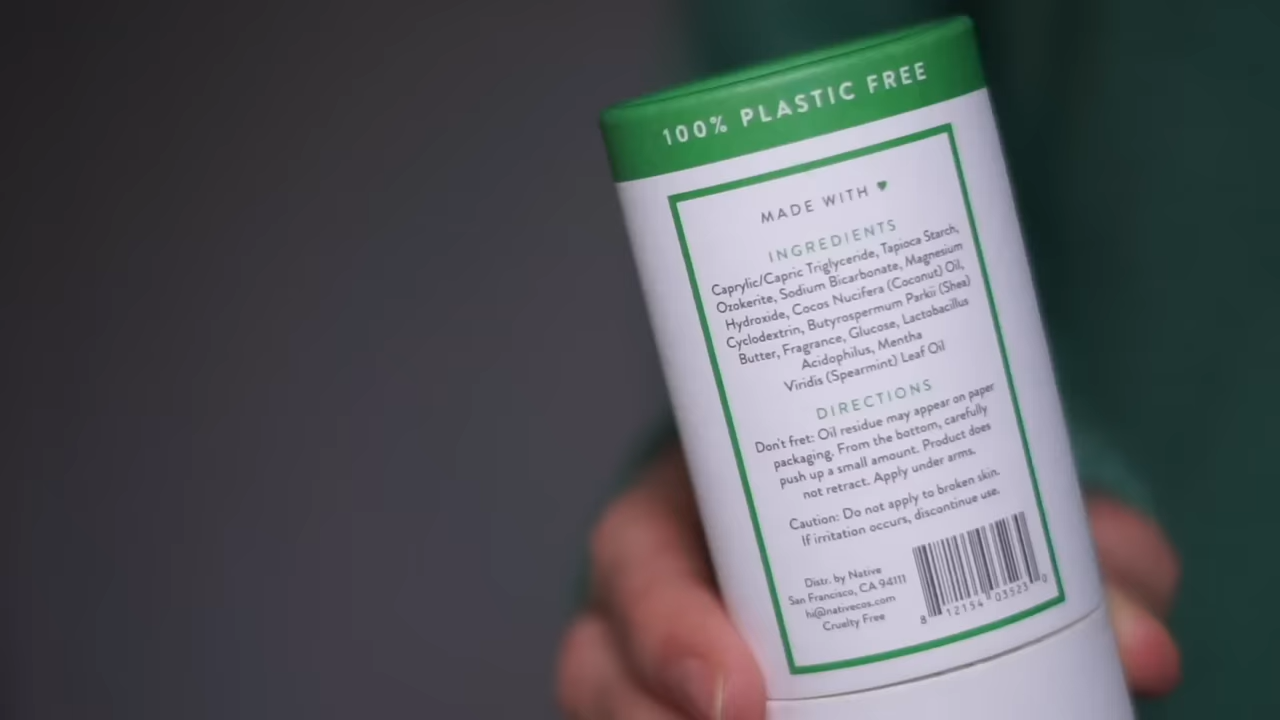 100% PLASTIC FREE
MADE WITH ♥
INGREDIENTS
Caprylic/Capric Triglyceride, Tapioca Starch,
Ozokerite, Sodium Bicarbonate, Magnesium
Hydroxide, Cocos Nucifera (Coconut) Oil,
Cyclodextrin, Butyrospermum Parkii (Shea)
Butter, Fragrance, Glucose, Lactobacillus
Acidophilus, Mentha
Viridis (Spearmint) Leaf Oil
DIRECTIONS
Don't fret: Oil residue may appear on paper
packaging. From the bottom, carefully
push up a small amount. Product does
not retract. Apply under arms.
Caution: Do not apply to broken skin.
If irritation occurs, discontinue use.
Distr. by Native
San Francisco, CA 94111
hi@nativecos.com
Cruelty Free
8 12154 03523 0